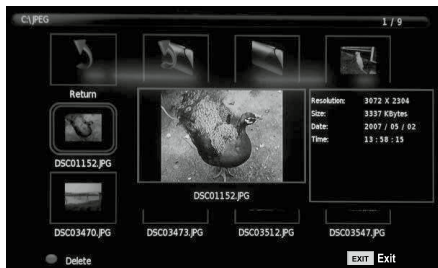 C:\JPEG
1 / 9
Return
Resolution: 3072 X 2304
Size: 3337 KBytes
Date: 2007 / 05 / 02
Time: 13 : 58 : 15
DSC01152.JPG
DSC01152.JPG
DSC03470.JPG DSC03473.JPG DSC03512.JPG DSC03547.JPG
Delete
EXIT Exit